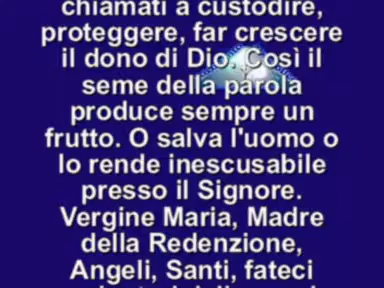 chiamati a custodire,
proteggere, far crescere
il dono di Dio. Così il
seme della parola
produce sempre un
frutto. O salva l'uomo o
lo rende inescusabile
presso il Signore.
Vergine Maria, Madre
della Redenzione,
Angeli, Santi, fateci